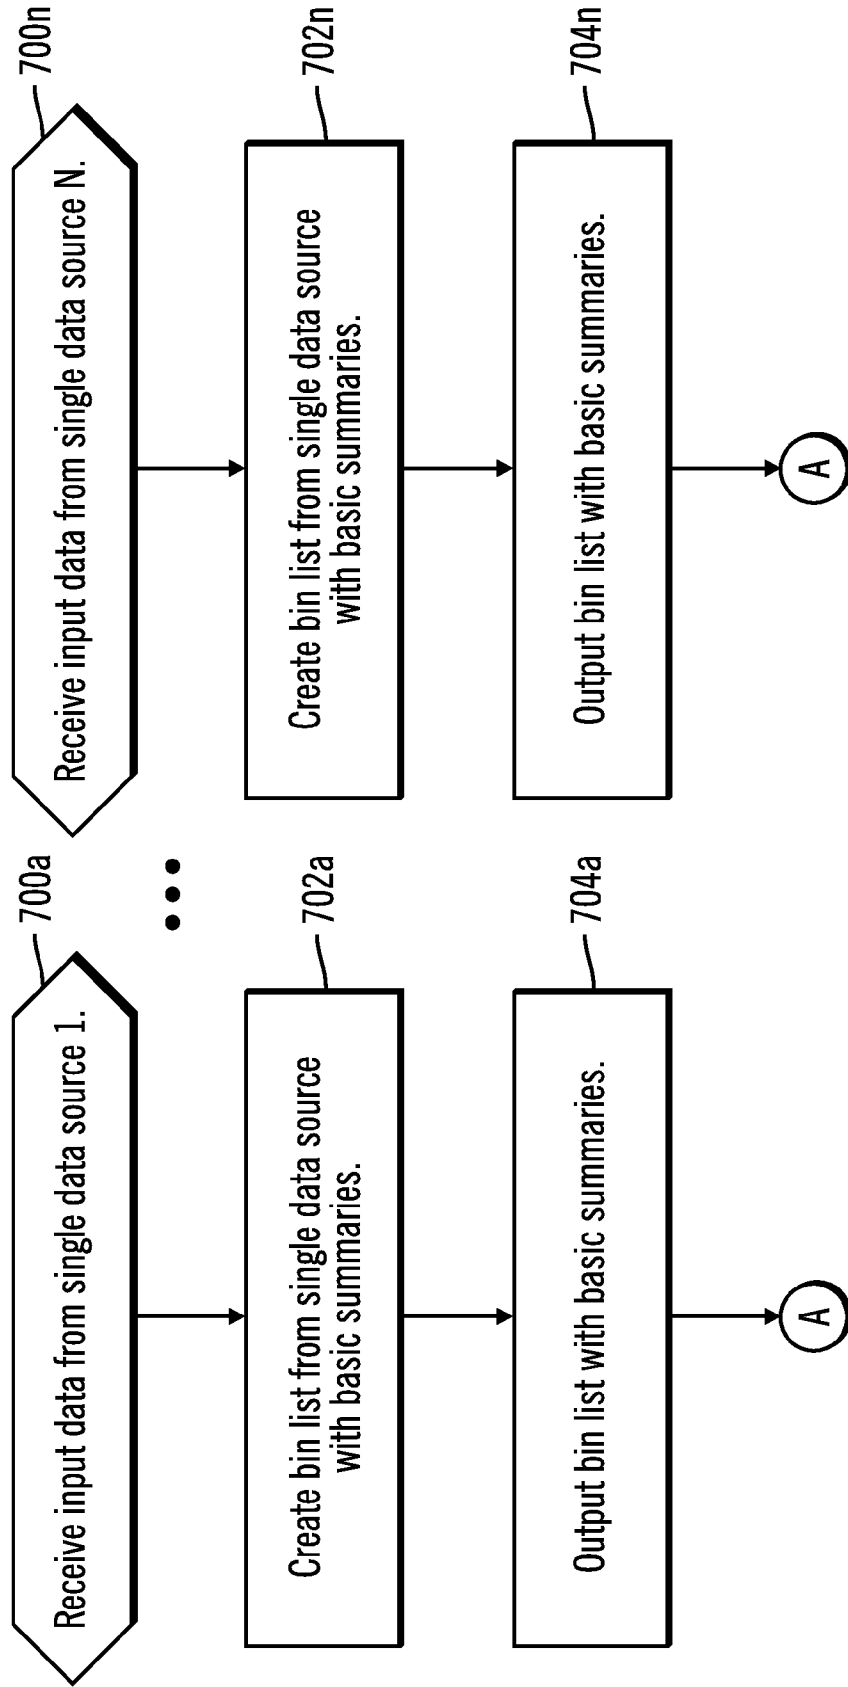 Receive input data from single data source 1.
700a
Create bin list from single data source
with basic summaries.
702a
Output bin list with basic summaries.
704a
A
Receive input data from single data source N.
700n
Create bin list from single data source
with basic summaries.
702n
Output bin list with basic summaries.
704n
A